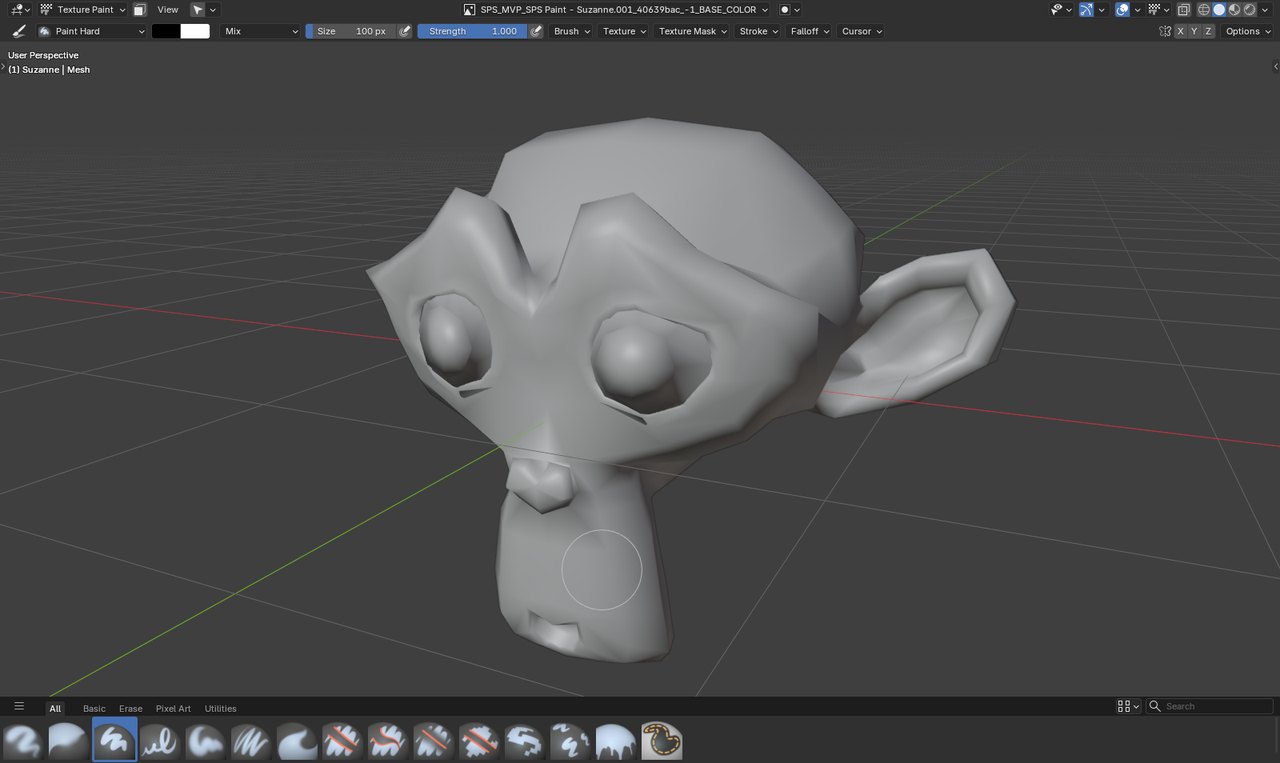 Texture Paint View SPS_MVP_SPS Paint - Suzanne.001_40639bac_-1_BASE_COLOR
Paint Hard Mix Size 100 px Strength 1.000 Brush Texture Texture Mask Stroke Falloff Cursor X Y Z Options
User Perspective
(1) Suzanne | Mesh
All Basic Erase Pixel Art Utilities Search